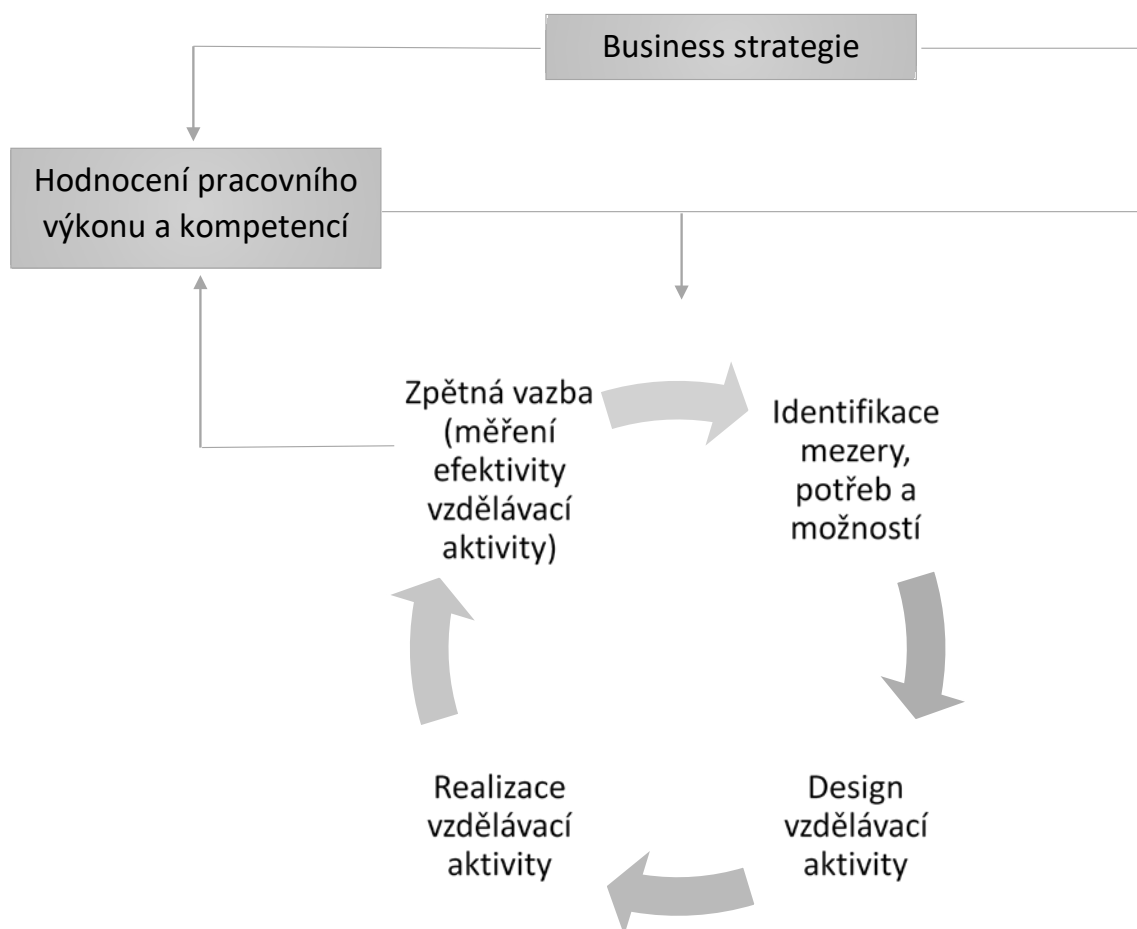 Business strategie
Hodnocení pracovního
výkonu a kompetencí
Zpětná vazba
(měření
efektivity
vzdělávací
aktivity)
Identifikace
mezery,
potřeb a
možností
Design
vzdělávací
aktivity
Realizace
vzdělávací
aktivity